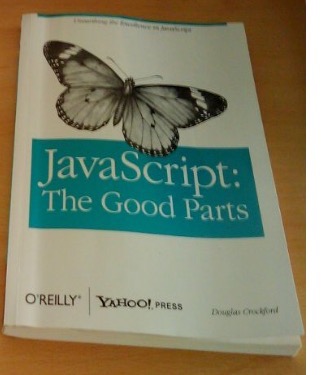 Unearthing the Excellence in JavaScript
JavaScript:
The Good Parts
O'REILLY® YAHOO! PRESS Douglas Crockford